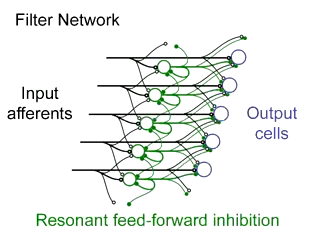 Filter Network
Input
afferents
Output
cells
Resonant feed-forward inhibition